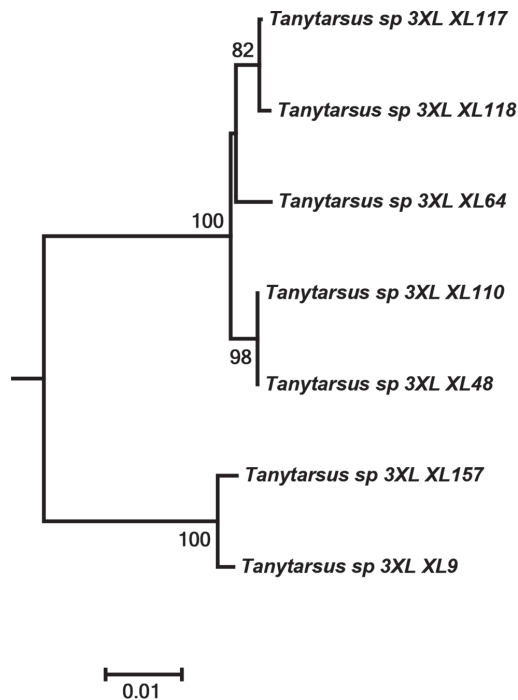 Tanytarsus sp 3XL XL117
82
Tanytarsus sp 3XL XL118
Tanytarsus sp 3XL XL64
100
Tanytarsus sp 3XL XL110
98
Tanytarsus sp 3XL XL48
Tanytarsus sp 3XL XL157
100
Tanytarsus sp 3XL XL9
0.01